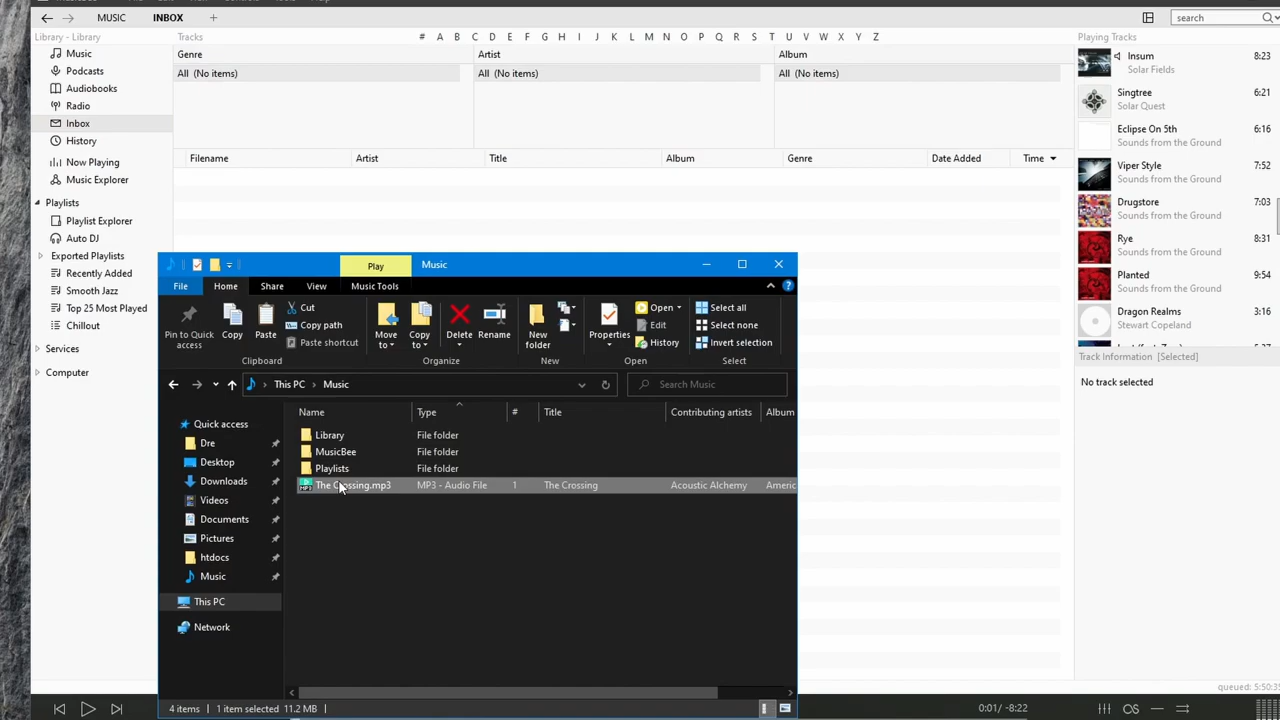 MUSIC
INBOX
search
Library - Library
Music
Podcasts
Audiobooks
Radio
Inbox
History
Now Playing
Music Explorer
Playlists
Playlist Explorer
Auto DJ
Exported Playlists
Recently Added
Smooth Jazz
Top 25 Most Played
Chillout
Services
Computer
Tracks
# A B C D E F G H I J K L M N O P Q R S T U V W X Y Z
Genre Artist Album
All (No items) All (No items) All (No items)
Filename Artist Title Album Genre Date Added Time
Playing Tracks
Insum 8:23
Solar Fields
Singtree 6:21
Solar Quest
Eclipse On 5th 6:16
Sounds from the Ground
Viper Style 7:52
Sounds from the Ground
Drugstore 7:03
Sounds from the Ground
Rye 8:31
Sounds from the Ground
Planted 9:54
Sounds from the Ground
Dragon Realms 3:16
Stewart Copeland
Track Information [Selected]
No track selected
Play Music
File Home Share View Music Tools
Pin to Quick access
Copy
Paste
Cut
Copy path
Paste shortcut
Clipboard
Move to
Copy to
Delete
Rename
Organize
New folder
New
Properties
Open
Edit
History
Open
Select all
Select none
Invert selection
Select
This PC Music
Search Music
Name Type # Title Contributing artists Album
Library File folder
MusicBee File folder
Playlists File folder
The Crossing.mp3 MP3 - Audio File 1 The Crossing Acoustic Alchemy Americ
Quick access
Dre
Desktop
Downloads
Videos
Documents
Pictures
htdocs
Music
This PC
Network
4 items 1 item selected 11.2 MB
queued: 5:50:35
0:01/ -8:22